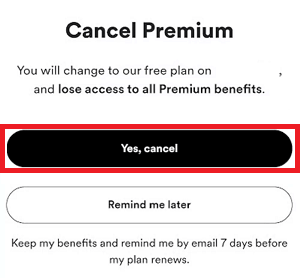 Cancel Premium
You will change to our free plan on ,
and lose access to all Premium benefits.
Yes, cancel
Remind me later
Keep my benefits and remind me by email 7 days before
my plan renews.